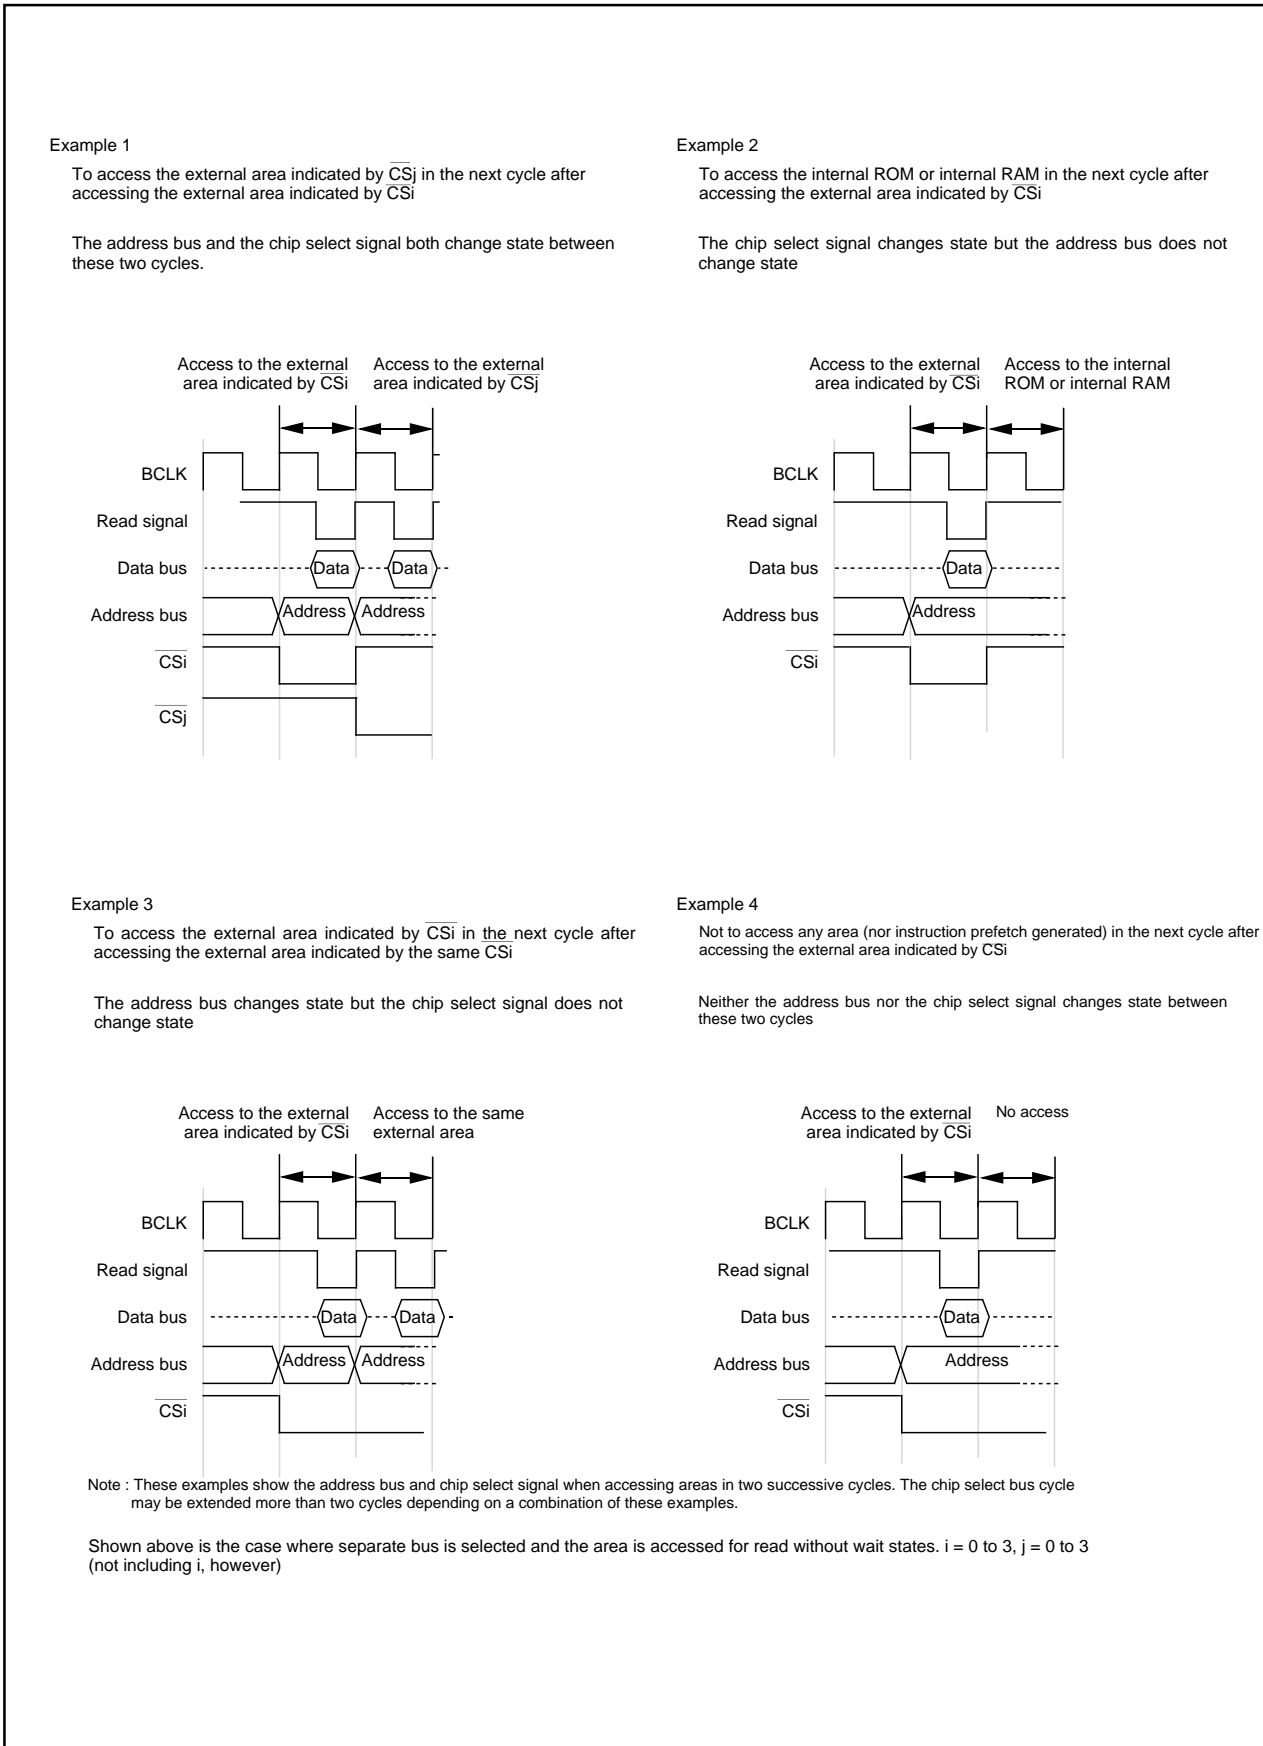 Example 1
To access the external area indicated by CSj in the next cycle after
accessing the external area indicated by CSi
The address bus and the chip select signal both change state between
these two cycles.
Access to the external
area indicated by CSi
Access to the external
area indicated by CSj
BCLK
Read signal
Data bus
Data
Data
Address bus
Address
Address
CSi
CSj
Example 2
To access the internal ROM or internal RAM in the next cycle after
accessing the external area indicated by CSi
The chip select signal changes state but the address bus does not
change state
Access to the external
area indicated by CSi
Access to the internal
ROM or internal RAM
BCLK
Read signal
Data bus
Data
Address bus
Address
CSi
Example 3
To access the external area indicated by CSi in the next cycle after
accessing the external area indicated by the same CSi
The address bus changes state but the chip select signal does not
change state
Access to the external
area indicated by CSi
Access to the same
external area
BCLK
Read signal
Data bus
Data
Data
Address bus
Address
Address
CSi
Example 4
Not to access any area (nor instruction prefetch generated) in the next cycle after
accessing the external area indicated by CSi
Neither the address bus nor the chip select signal changes state between
these two cycles
Access to the external
area indicated by CSi
No access
BCLK
Read signal
Data bus
Data
Address bus
Address
CSi
Note : These examples show the address bus and chip select signal when accessing areas in two successive cycles. The chip select bus cycle
may be extended more than two cycles depending on a combination of these examples.
Shown above is the case where separate bus is selected and the area is accessed for read without wait states. i = 0 to 3, j = 0 to 3
(not including i, however)